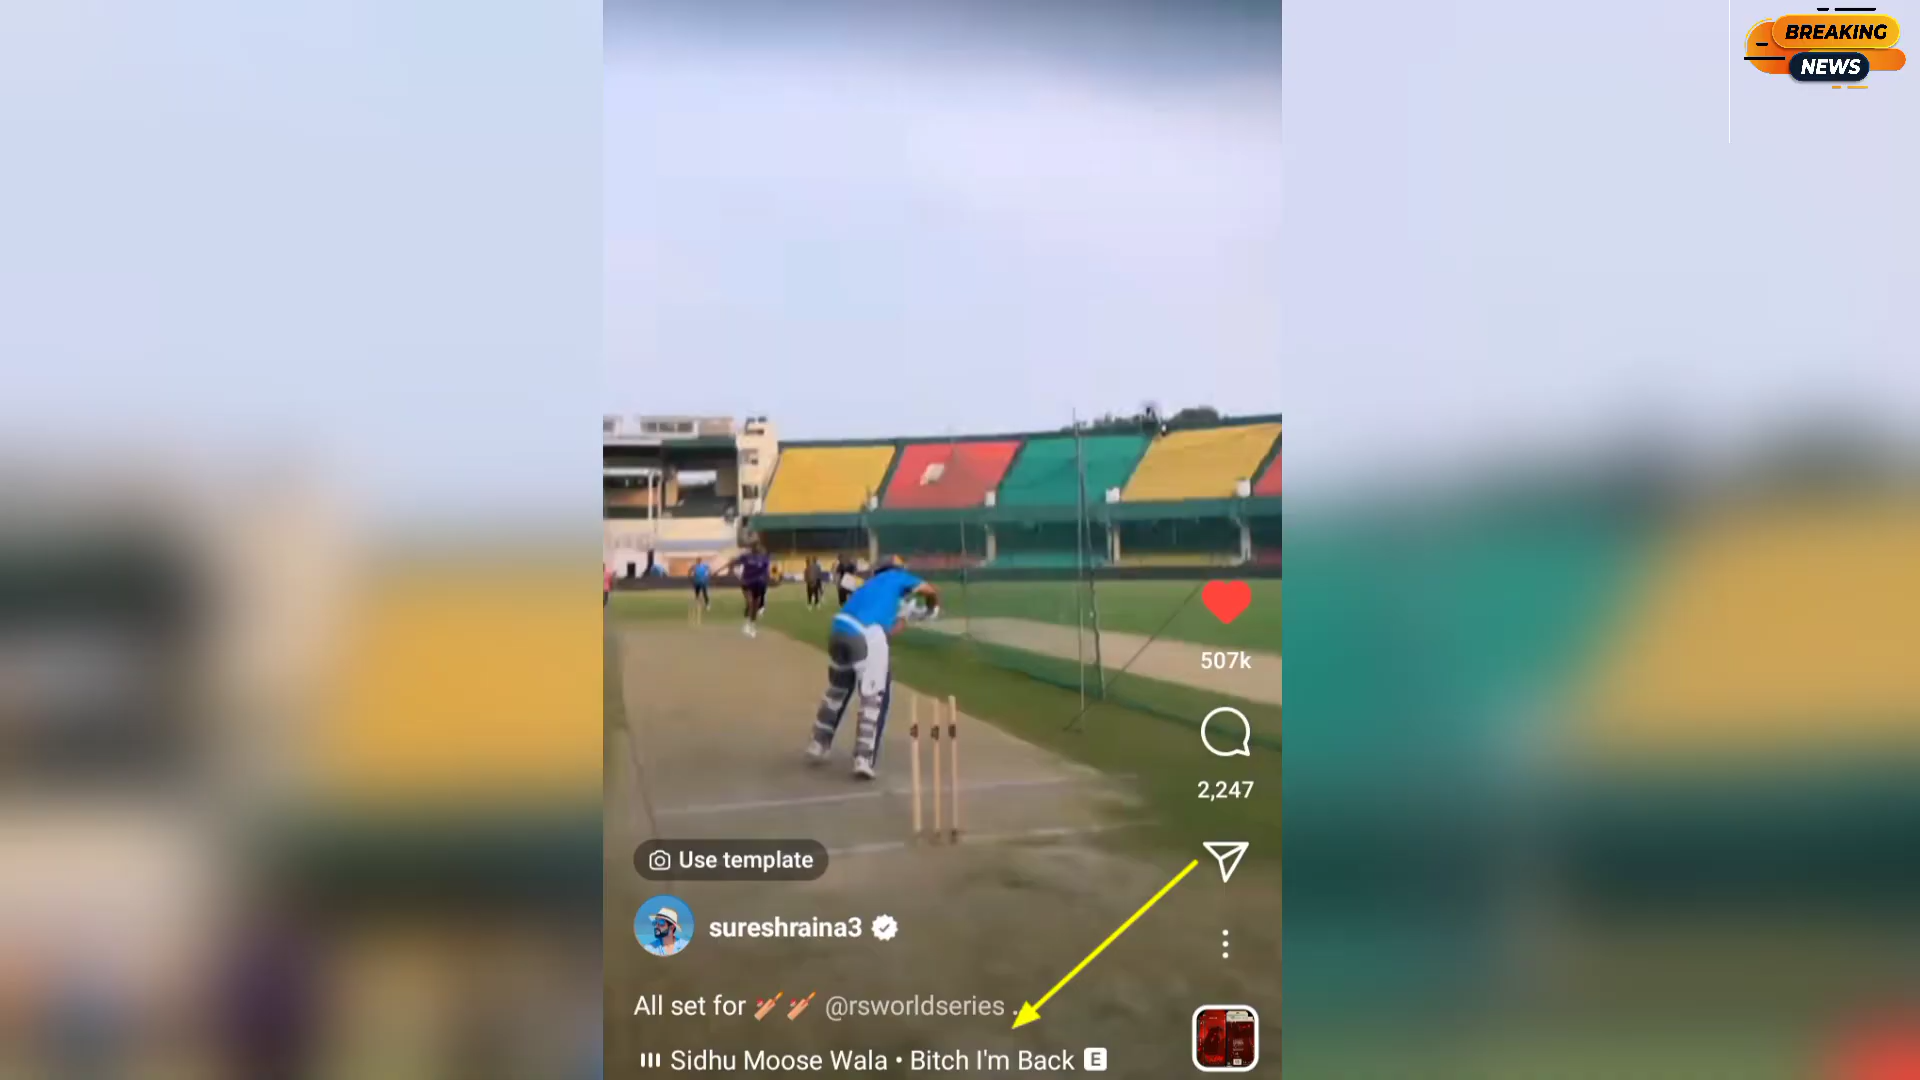 BREAKING
NEWS
507k
2,247
Use template
sureshraina3
All set for 🏏🏏 @rsworldseries ..
Sidhu Moose Wala • Bitch I'm Back E